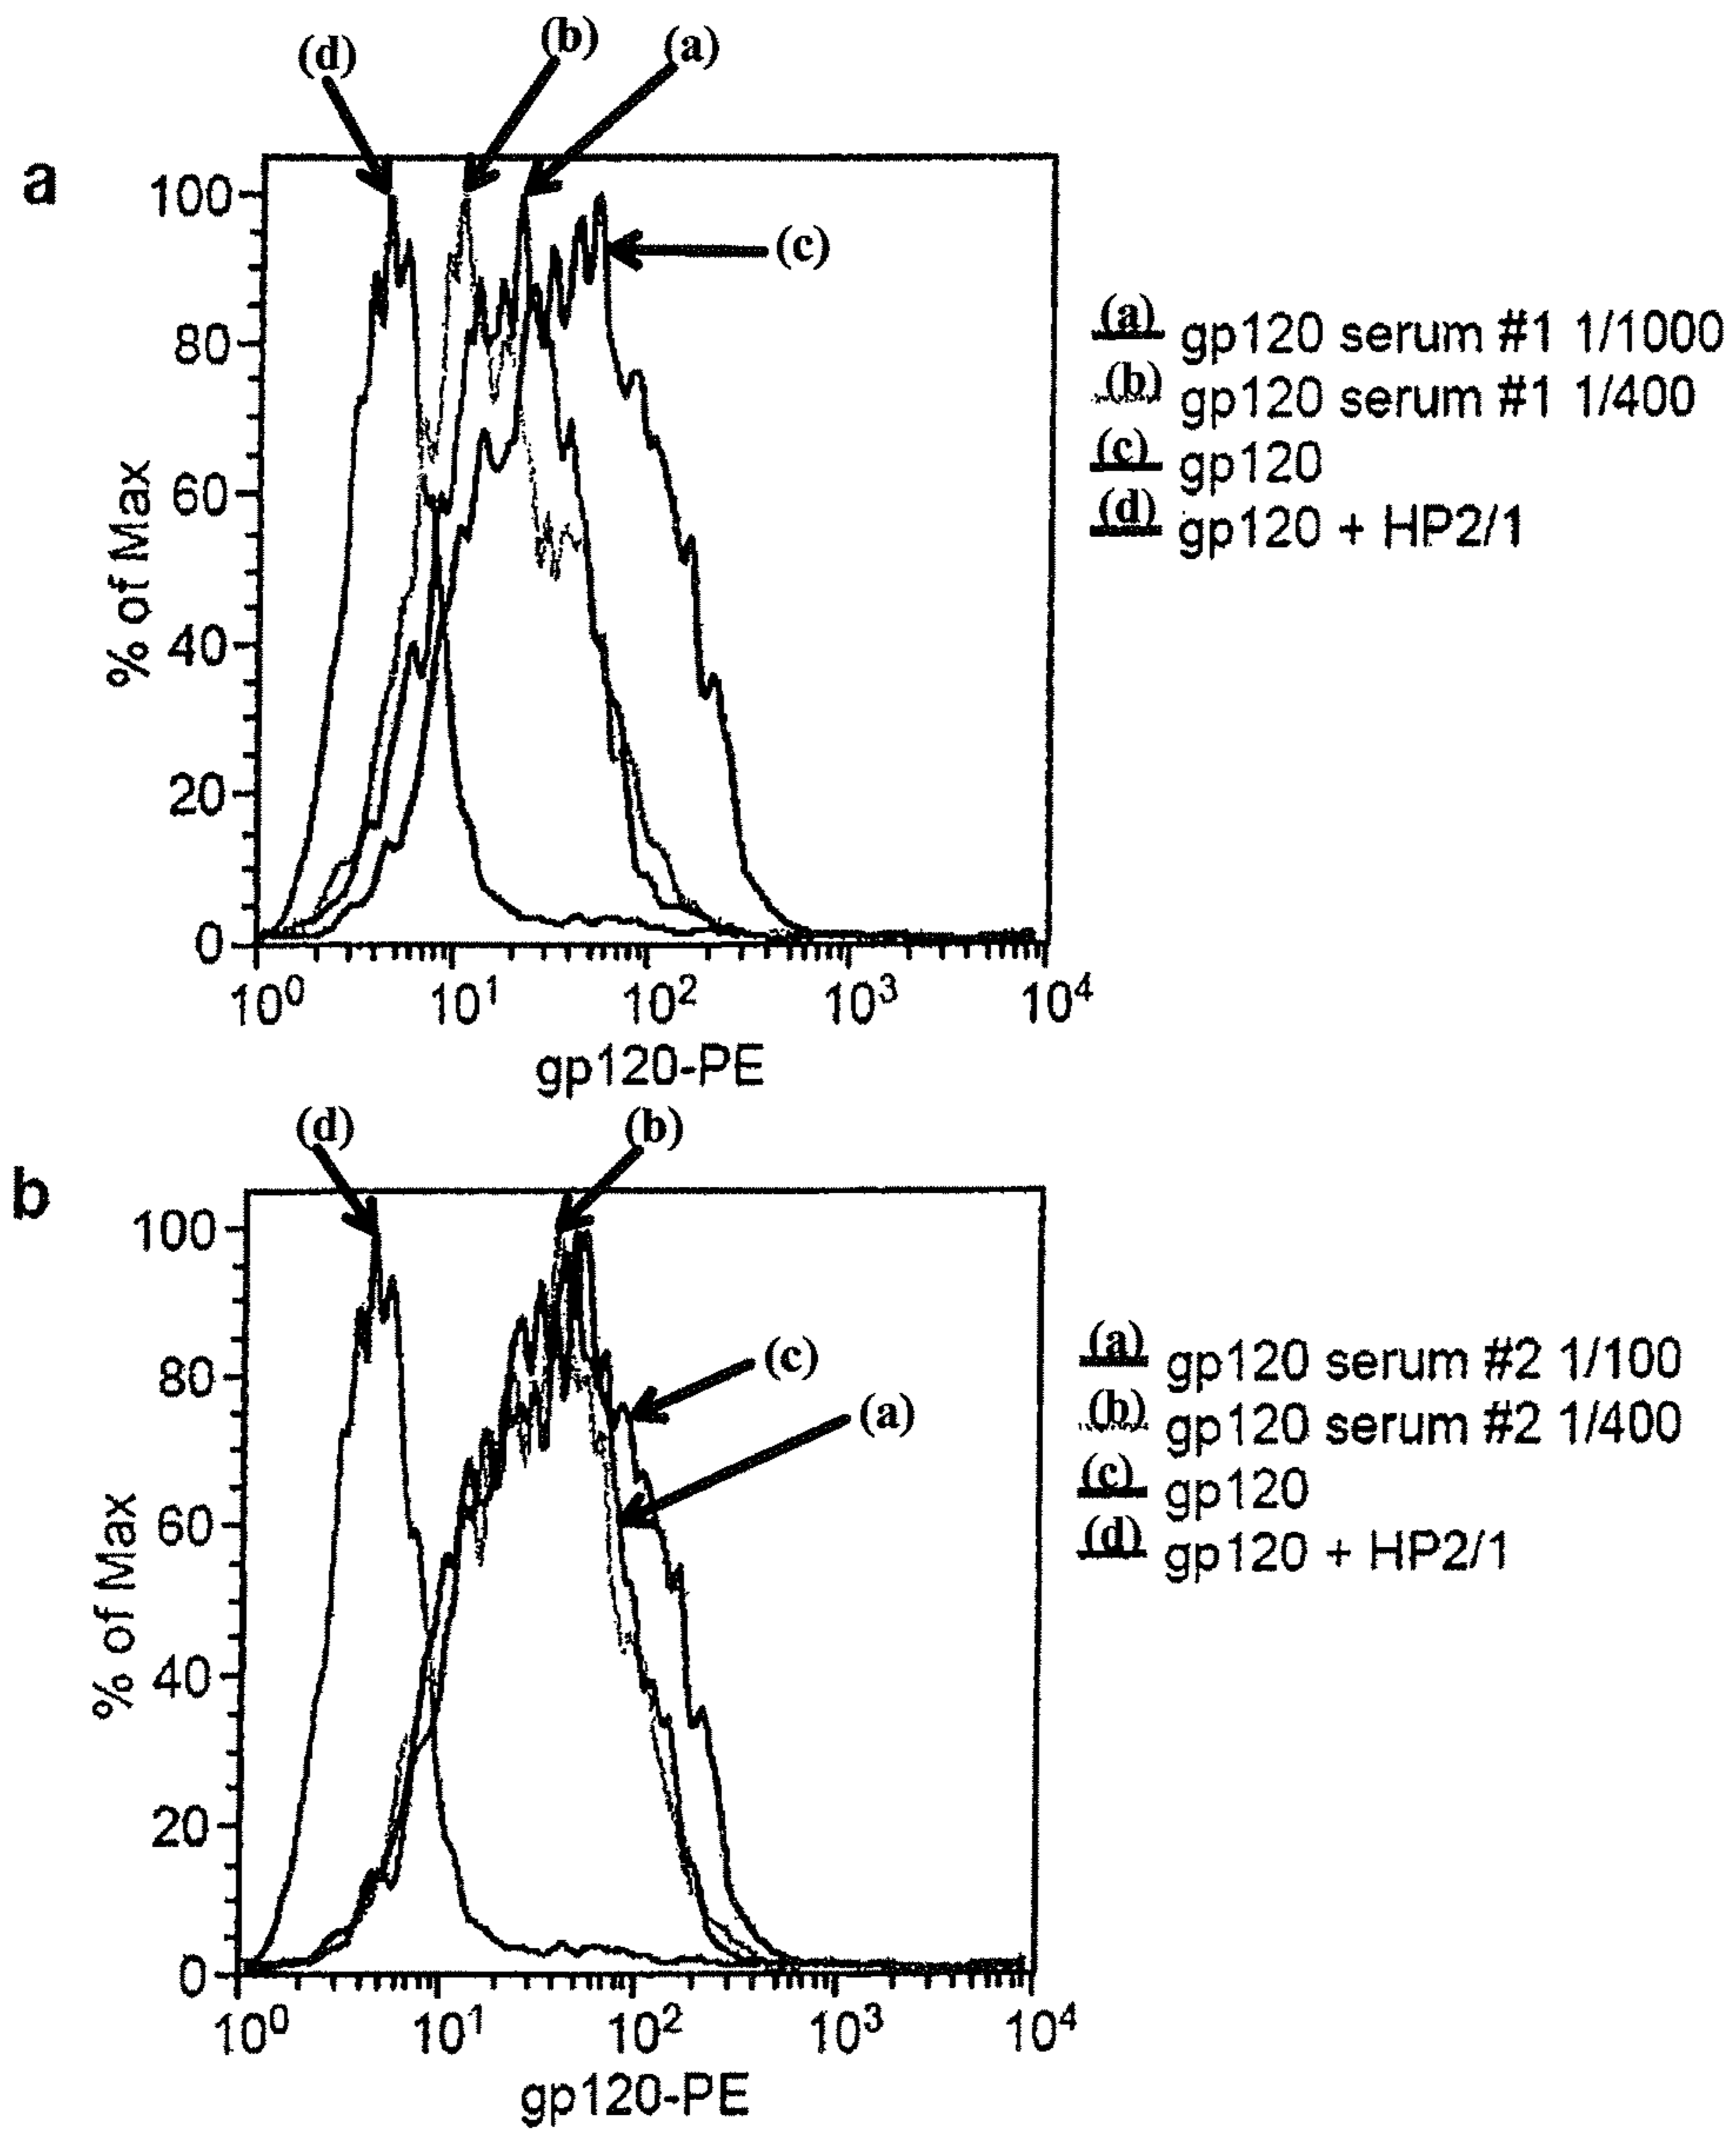 (d) (b) (a)
a
100
80
60
40
20
0
% of Max
(c)
10⁰ 10¹ 10² 10³ 10⁴
gp120-PE
(a) gp120 serum #1 1/1000
(b) gp120 serum #1 1/400
(c) gp120
(d) gp120 + HP2/1
(d) (b)
b
100
80
60
40
20
0
% of Max
(c)
(a)
10⁰ 10¹ 10² 10³ 10⁴
gp120-PE
(a) gp120 serum #2 1/100
(b) gp120 serum #2 1/400
(c) gp120
(d) gp120 + HP2/1